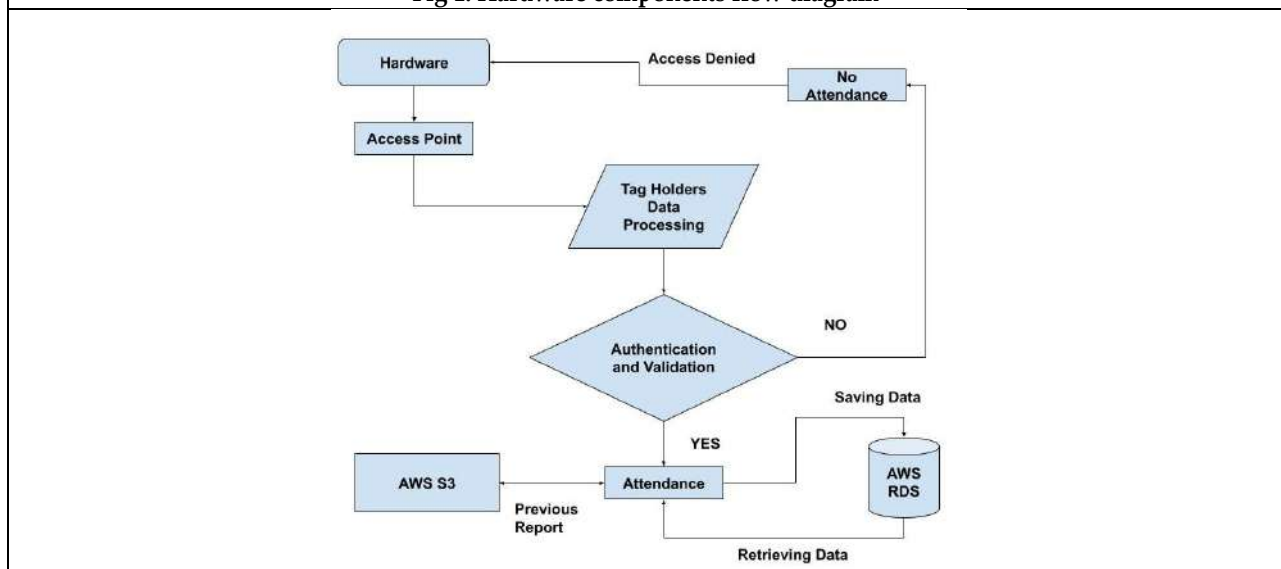 Hardware
Access Denied
No
Attendance
Access Point
Tag Holders
Data
Processing
NO
Authentication
and Validation
Saving Data
YES
AWS S3
Attendance
AWS
RDS
Previous
Report
Retrieving Data